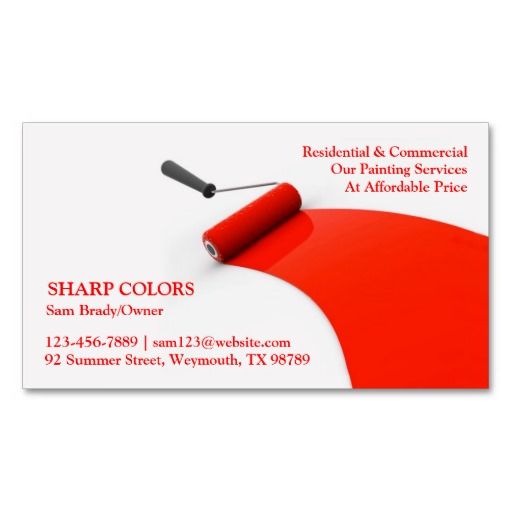 Residential & Commercial
Our Painting Services
At Affordable Price
SHARP COLORS
Sam Brady/Owner
123-456-7889 | sam123@website.com
92 Summer Street, Weymouth, TX 98789